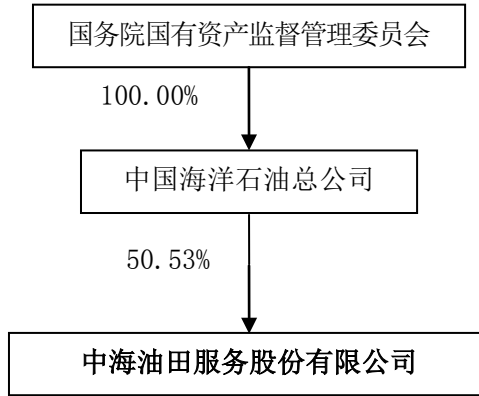 国务院国有资产监督管理委员会
100.00%
中国海洋石油总公司
50.53%
中海油田服务股份有限公司